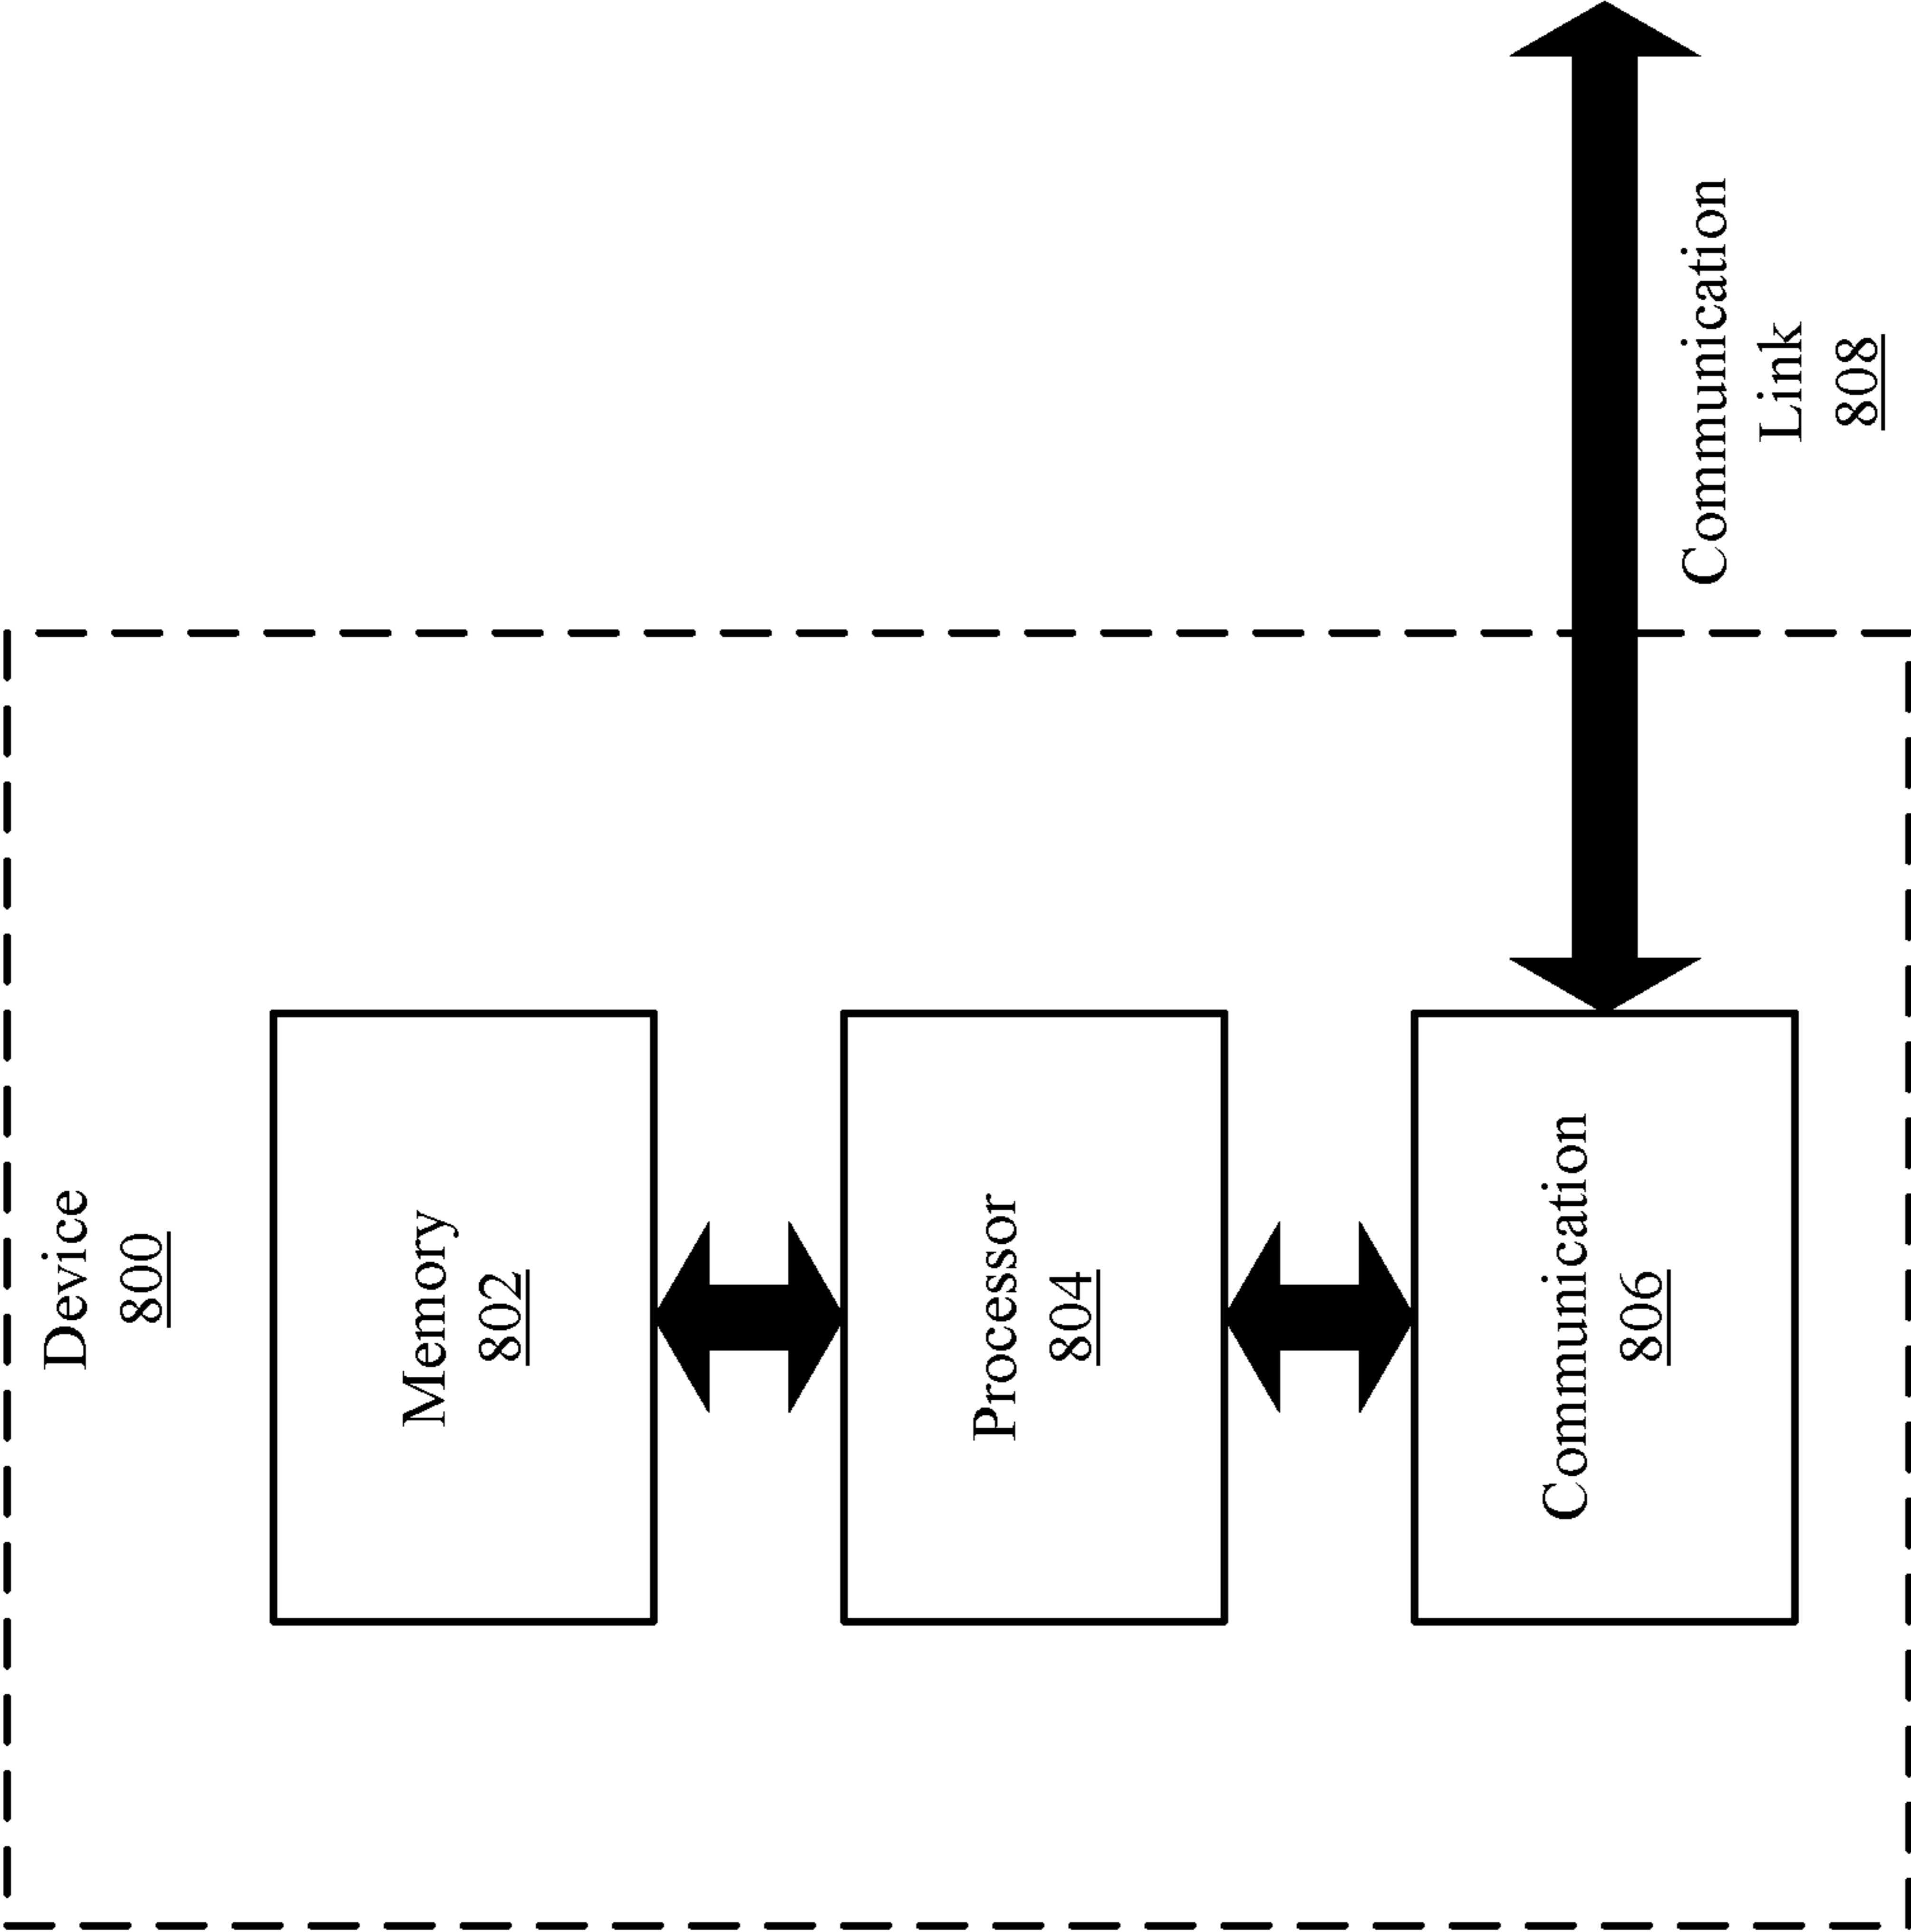 Device
800
Memory
802
Processor
804
Communication
806
Communication
Link
808